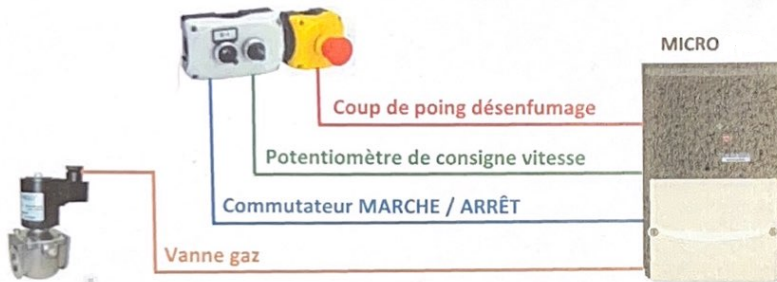 MICRO
Coup de poing désenfumage
Potentiomètre de consigne vitesse
Commutateur MARCHE / ARRÊT
Vanne gaz